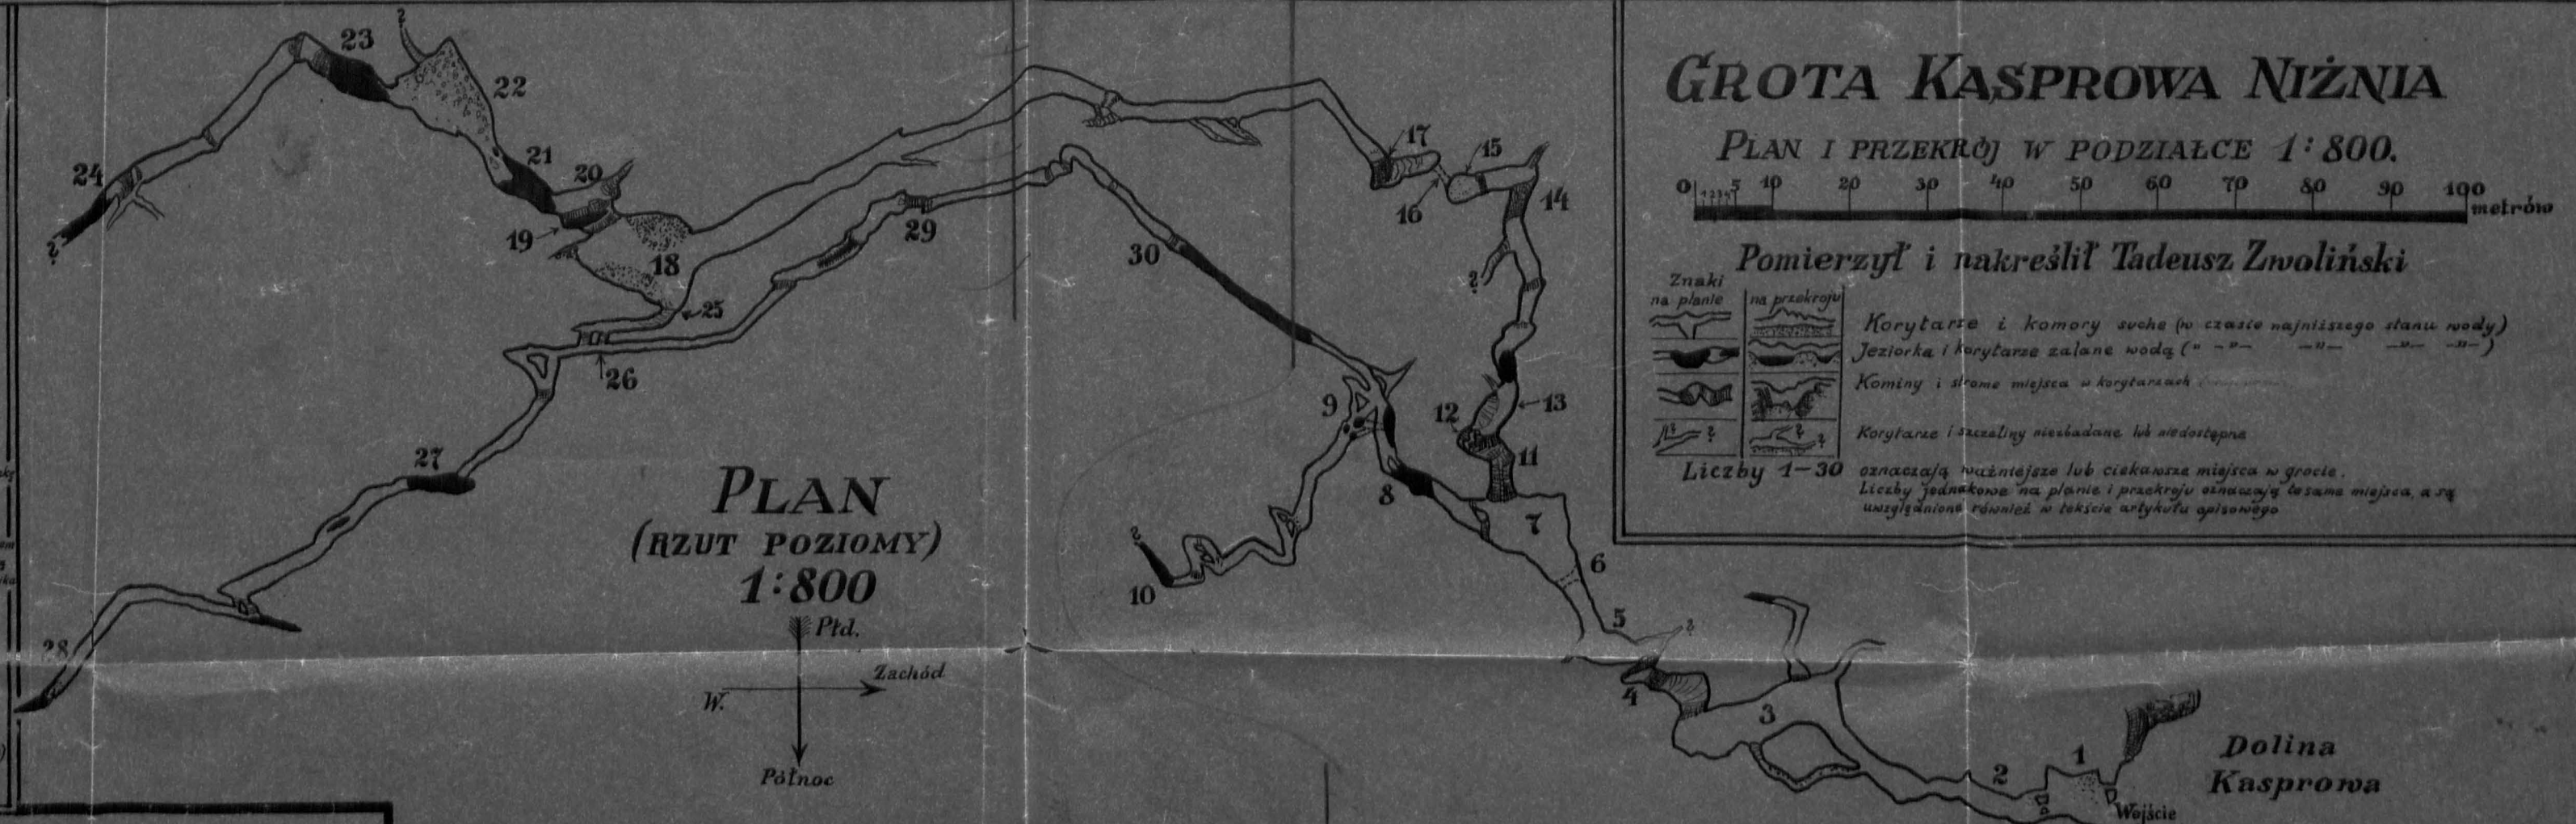 GROTA KASPROWA NIŻNIA
PLAN I PRZEKRÓJ W PODZIAŁCE 1:800.
0 1 2 3 4 5 10 20 30 40 50 60 70 80 90 100
metrów
Pomierzył i nakreślił Tadeusz Zwoliński
Znaki
na planie na przekroju
Korytarze i komory suche (w czasie najniższego stanu wody)
Jeziorka i korytarze zalane wodą (" -"- -"- -"- -"-)
Kominy i strome miejsca w korytarzach
? ? ?
Korytarze i szczeliny niezbadane lub niedostępne
Liczby 1–30 oznaczają ważniejsze lub ciekawsze miejsca w grocie.
Liczby jednakowe na planie i przekroju oznaczają te same miejsca, a są
uwzględnione również w tekście artykułu opisowego
PLAN
(RZUT POZIOMY)
1:800
Płd.
Zachód
W.
Północ
?
23
22
24
?
21
20
19
18
25
26
27
28
29
30
17
15
16
14
?
13
12
11
9
8
7
10
?
6
5
?
4
3
2
1
Wejście
Dolina
Kasprowa